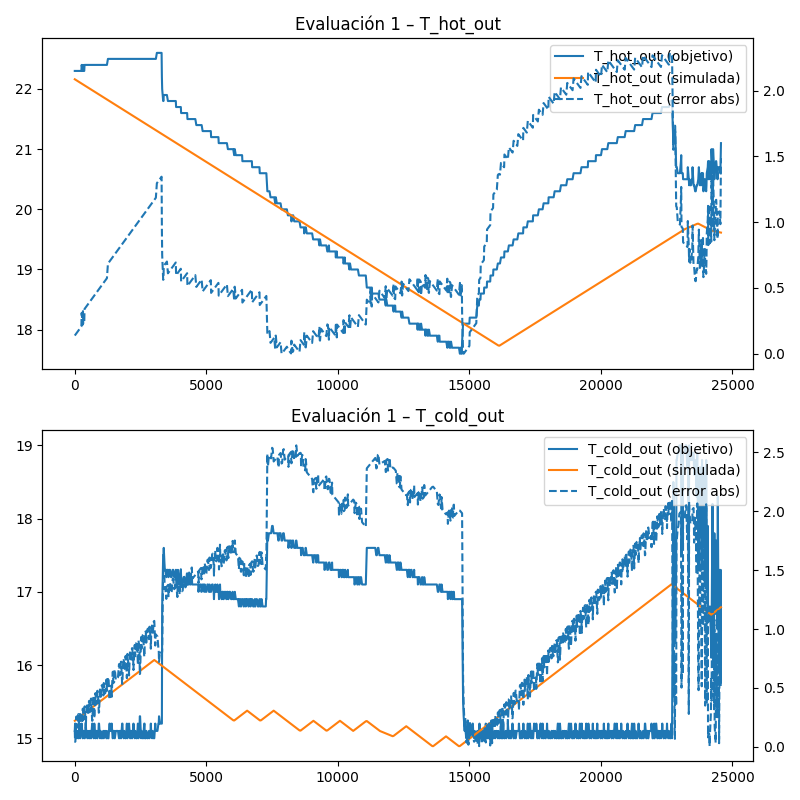 Evaluación 1 – T_hot_out
T_hot_out (objetivo)
T_hot_out (simulada)
T_hot_out (error abs)
22
21
20
19
18
2.0
1.5
1.0
0.5
0.0
0 5000 10000 15000 20000 25000
Evaluación 1 – T_cold_out
T_cold_out (objetivo)
T_cold_out (simulada)
T_cold_out (error abs)
19
18
17
16
15
2.5
2.0
1.5
1.0
0.5
0.0
0 5000 10000 15000 20000 25000